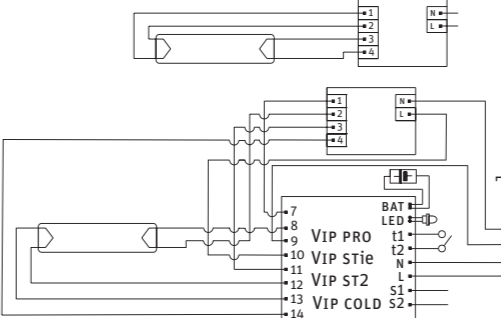 1 N
2 L
3
4
1 N
2 L
3
4
7 BAT
8 LED
9 VIP PRO t1
10 VIP STie t2
11 N
12 VIP ST2 L
13 VIP COLD s1
14 s2